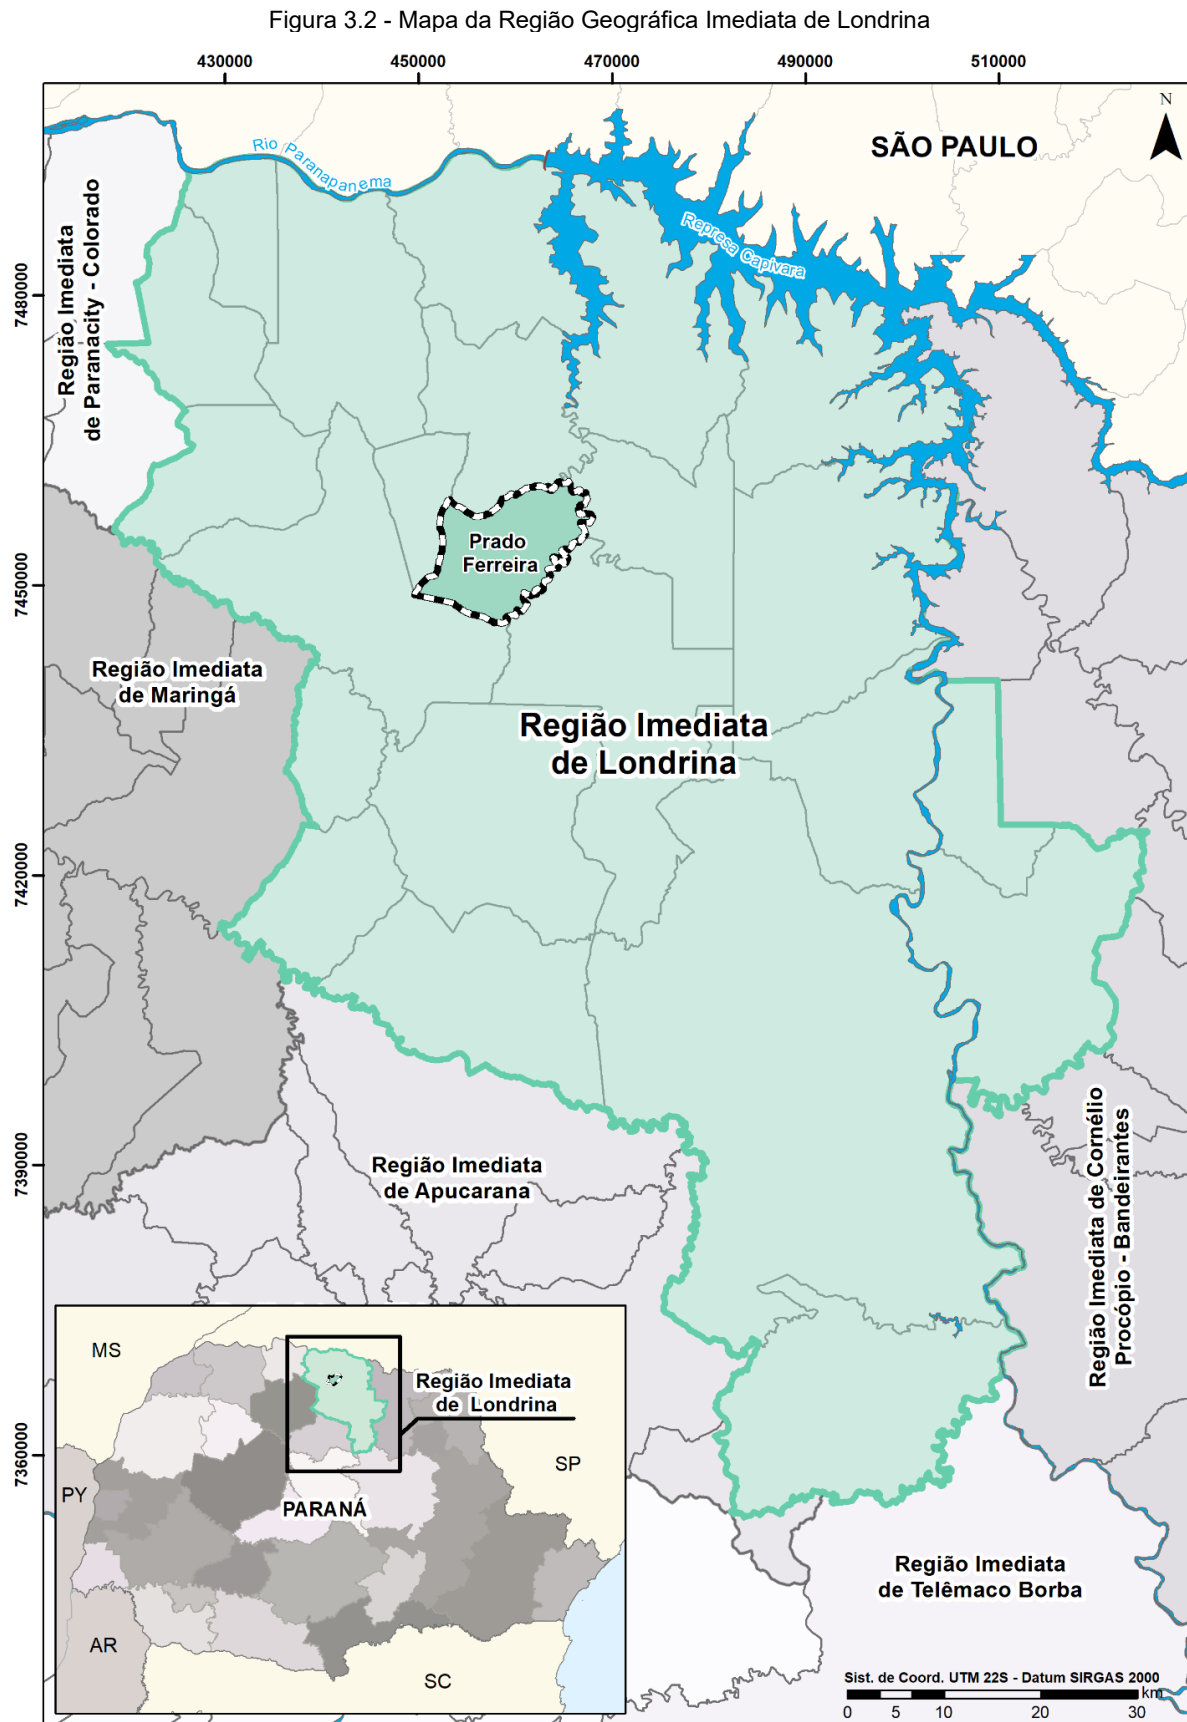 Figura 3.2 - Mapa da Região Geográfica Imediata de Londrina
430000
450000
470000
490000
510000
N
SÃO PAULO
Rio Paranapanema
Represa Capivara
Região Imediata
de Paranacity - Colorado
7480000
Prado
Ferreira
7450000
Região Imediata
de Maringá
Região Imediata
de Londrina
7420000
7390000
Região Imediata
de Apucarana
Região Imediata de Cornélio
Procópio - Bandeirantes
7360000
MS
Região Imediata
de Londrina
SP
PY
PARANÁ
AR
SC
Região Imediata
de Telêmaco Borba
Sist. de Coord. UTM 22S - Datum SIRGAS 2000
km
0
5
10
20
30